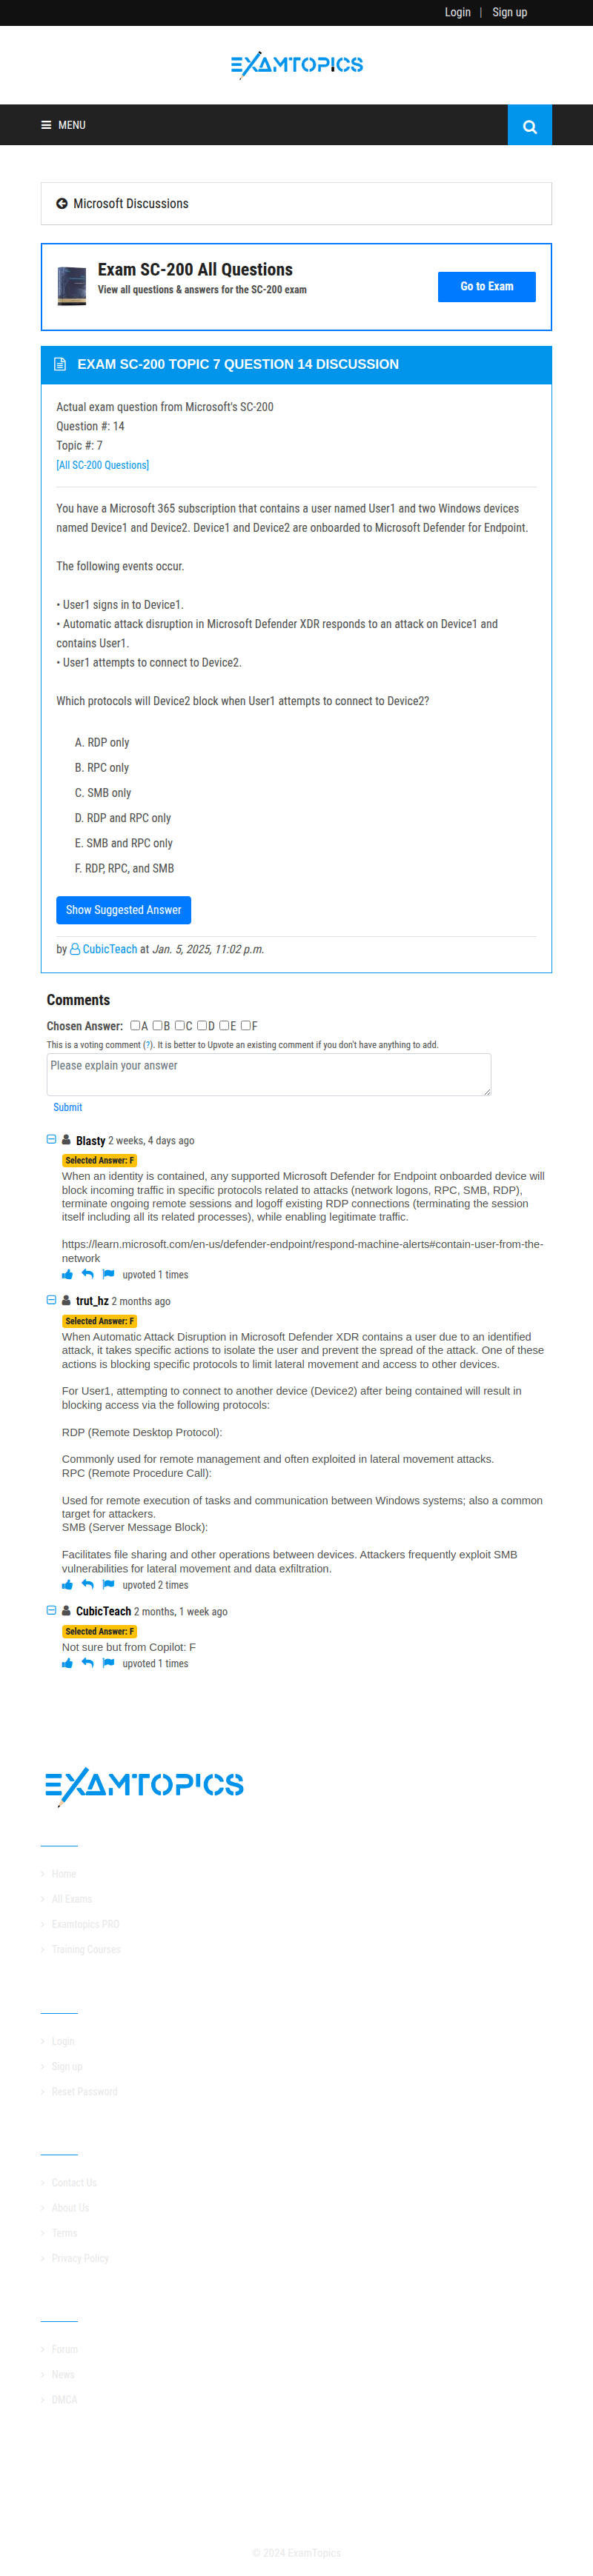 Login | Sign up
EXAMTOPICS
MENU
Microsoft Discussions
Exam SC-200 All Questions
View all questions & answers for the SC-200 exam
Go to Exam
EXAM SC-200 TOPIC 7 QUESTION 14 DISCUSSION
Actual exam question from Microsoft's SC-200
Question #: 14
Topic #: 7
[All SC-200 Questions]
You have a Microsoft 365 subscription that contains a user named User1 and two Windows devices
named Device1 and Device2. Device1 and Device2 are onboarded to Microsoft Defender for Endpoint.
The following events occur.
• User1 signs in to Device1.
• Automatic attack disruption in Microsoft Defender XDR responds to an attack on Device1 and
contains User1.
• User1 attempts to connect to Device2.
Which protocols will Device2 block when User1 attempts to connect to Device2?
A. RDP only
B. RPC only
C. SMB only
D. RDP and RPC only
E. SMB and RPC only
F. RDP, RPC, and SMB
Show Suggested Answer
by CubicTeach at Jan. 5, 2025, 11:02 p.m.
Comments
Chosen Answer: A B C D E F
This is a voting comment (?). It is better to Upvote an existing comment if you don't have anything to add.
Please explain your answer
Submit
Blasty 2 weeks, 4 days ago
Selected Answer: F
When an identity is contained, any supported Microsoft Defender for Endpoint onboarded device will
block incoming traffic in specific protocols related to attacks (network logons, RPC, SMB, RDP),
terminate ongoing remote sessions and logoff existing RDP connections (terminating the session
itself including all its related processes), while enabling legitimate traffic.
https://learn.microsoft.com/en-us/defender-endpoint/respond-machine-alerts#contain-user-from-the-
network
upvoted 1 times
trut_hz 2 months ago
Selected Answer: F
When Automatic Attack Disruption in Microsoft Defender XDR contains a user due to an identified
attack, it takes specific actions to isolate the user and prevent the spread of the attack. One of these
actions is blocking specific protocols to limit lateral movement and access to other devices.
For User1, attempting to connect to another device (Device2) after being contained will result in
blocking access via the following protocols:
RDP (Remote Desktop Protocol):
Commonly used for remote management and often exploited in lateral movement attacks.
RPC (Remote Procedure Call):
Used for remote execution of tasks and communication between Windows systems; also a common
target for attackers.
SMB (Server Message Block):
Facilitates file sharing and other operations between devices. Attackers frequently exploit SMB
vulnerabilities for lateral movement and data exfiltration.
upvoted 2 times
CubicTeach 2 months, 1 week ago
Selected Answer: F
Not sure but from Copilot: F
upvoted 1 times
EXAMTOPICS
Home
All Exams
Examtopics PRO
Training Courses
Login
Sign up
Reset Password
Contact Us
About Us
Terms
Privacy Policy
Forum
News
DMCA
© 2024 ExamTopics